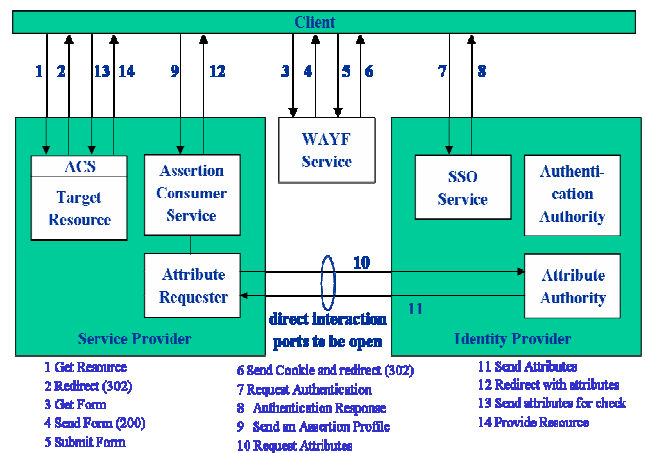 Client
1 2 13 14 9 12 3 4 5 6 7 8
ACS
Target
Resource
Assertion
Consumer
Service
WAYF
Service
SSO
Service
Authenti-
cation
Authority
Attribute
Requester
10
Attribute
Authority
11
direct interaction
ports to be open
Service Provider
Identity Provider
1 Get Resource
2 Redirect (302)
3 Get Form
4 Send Form (200)
5 Submit Form
6 Send Cookie and redirect (302)
7 Request Authentication
8 Authentication Response
9 Send an Assertion Profile
10 Request Attributes
11 Send Attributes
12 Redirect with attributes
13 Send attributes for check
14 Provide Resource